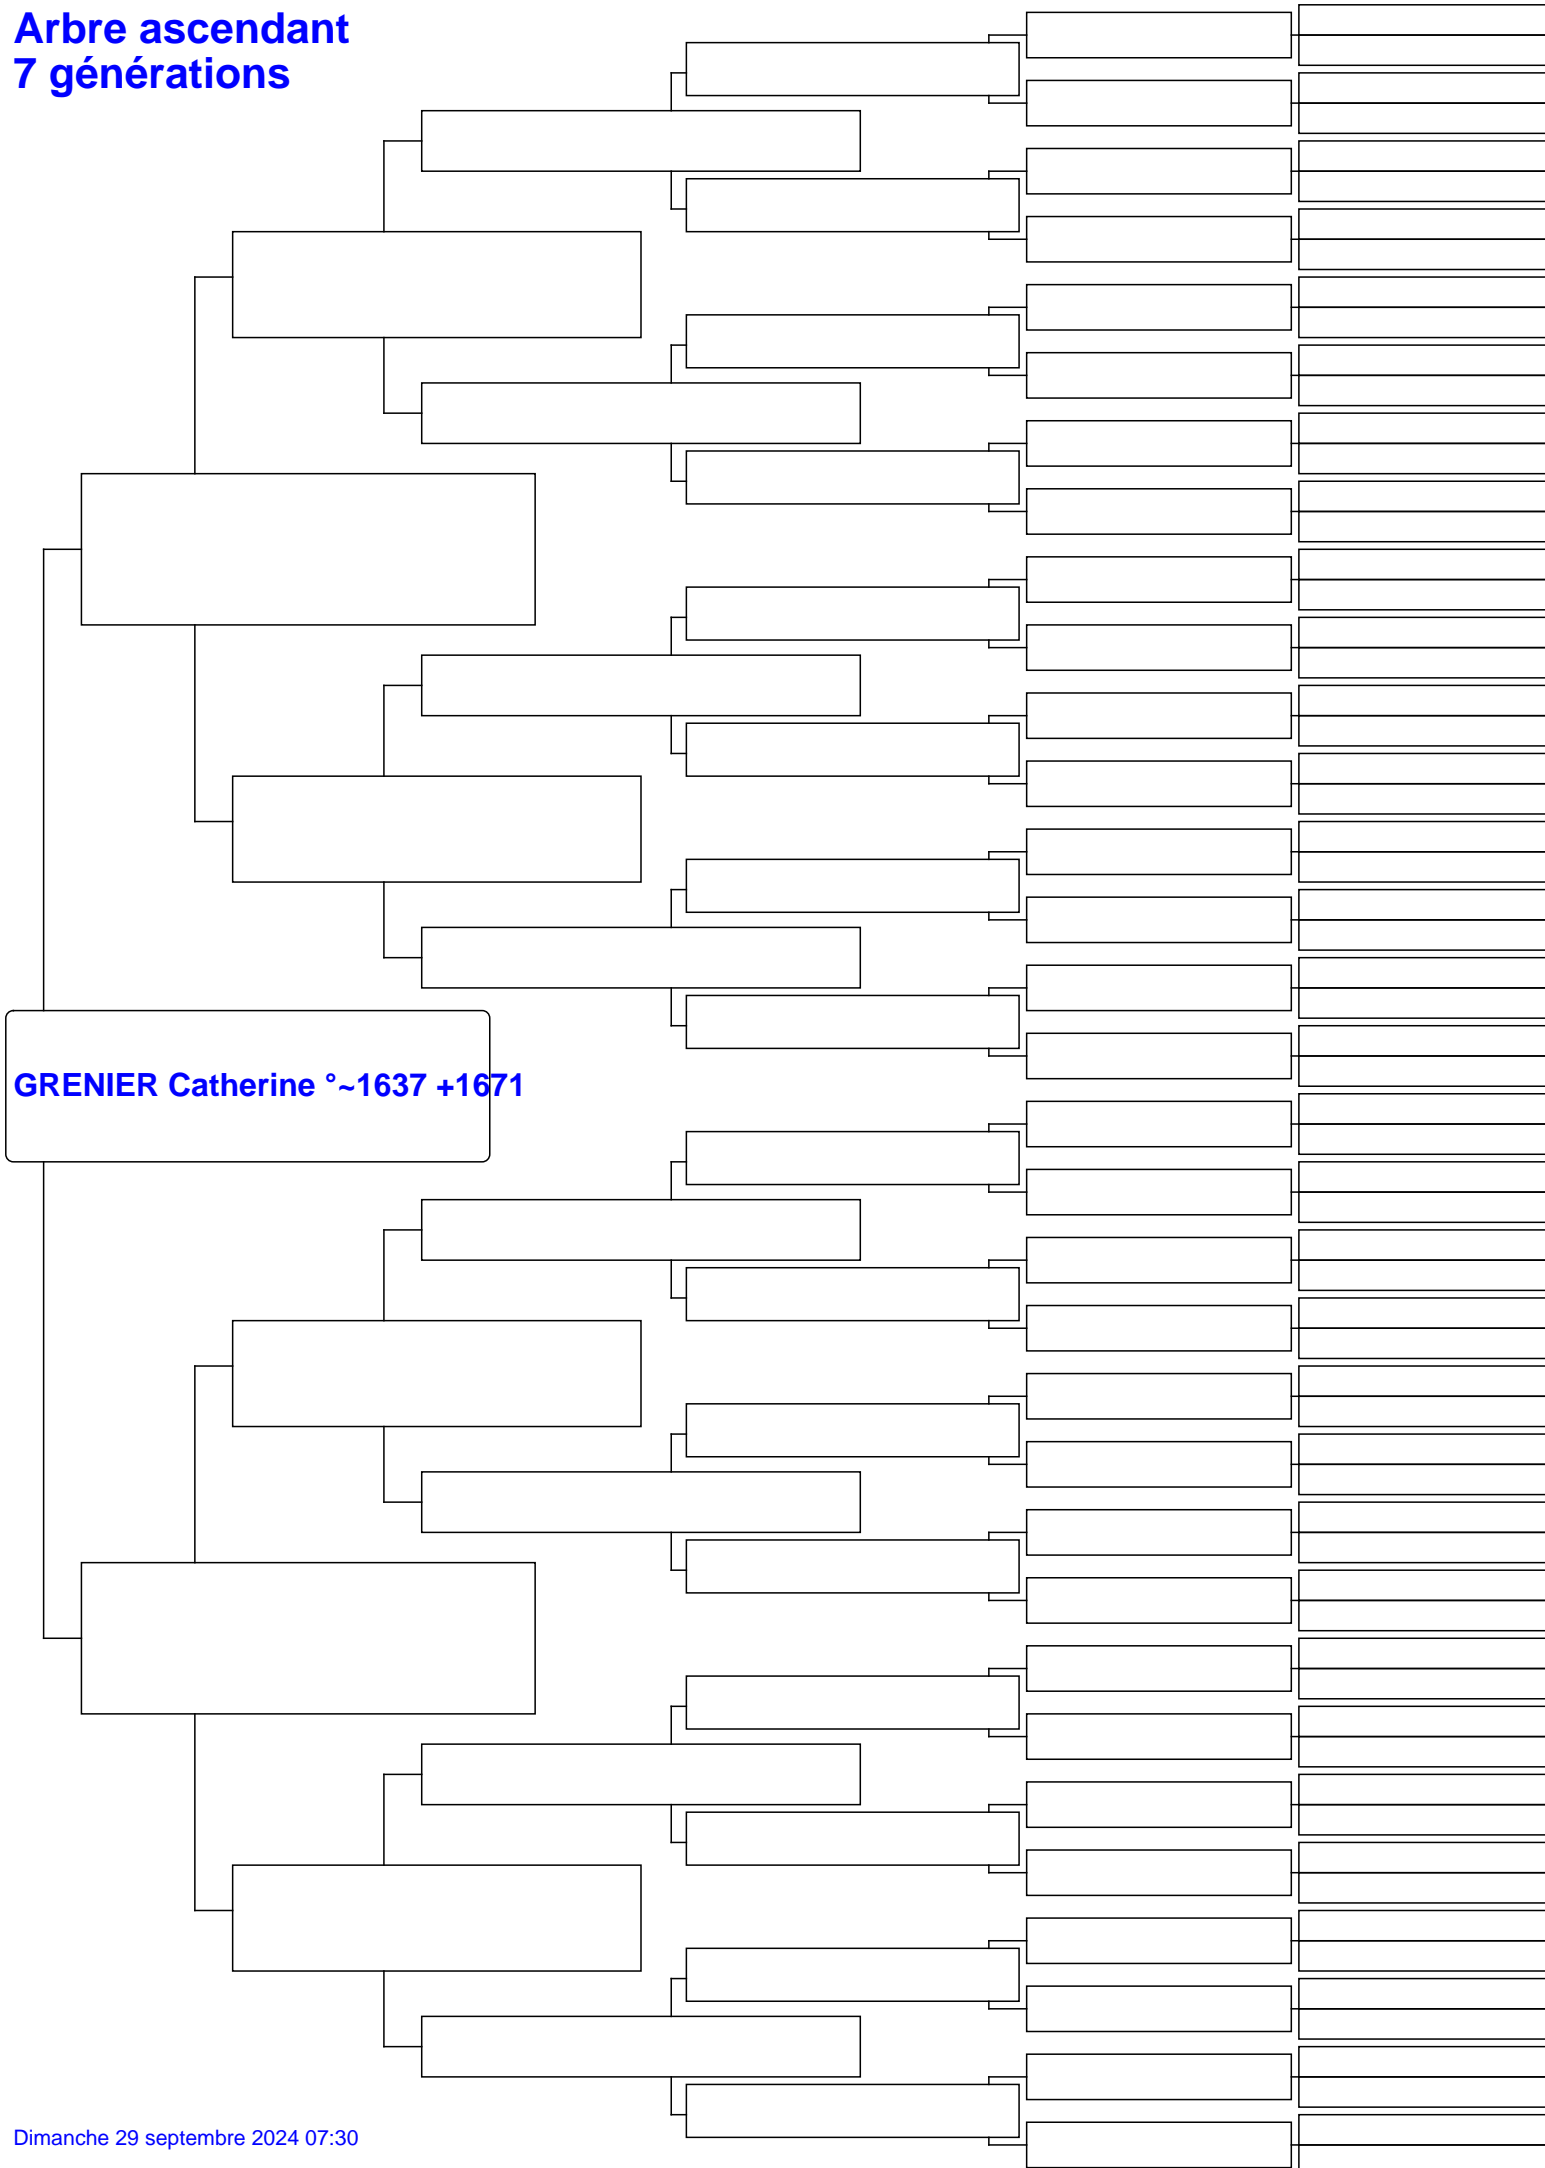 Arbre ascendant
7 générations
GRENIER Catherine °~1637 +1671
Dimanche 29 septembre 2024 07:30